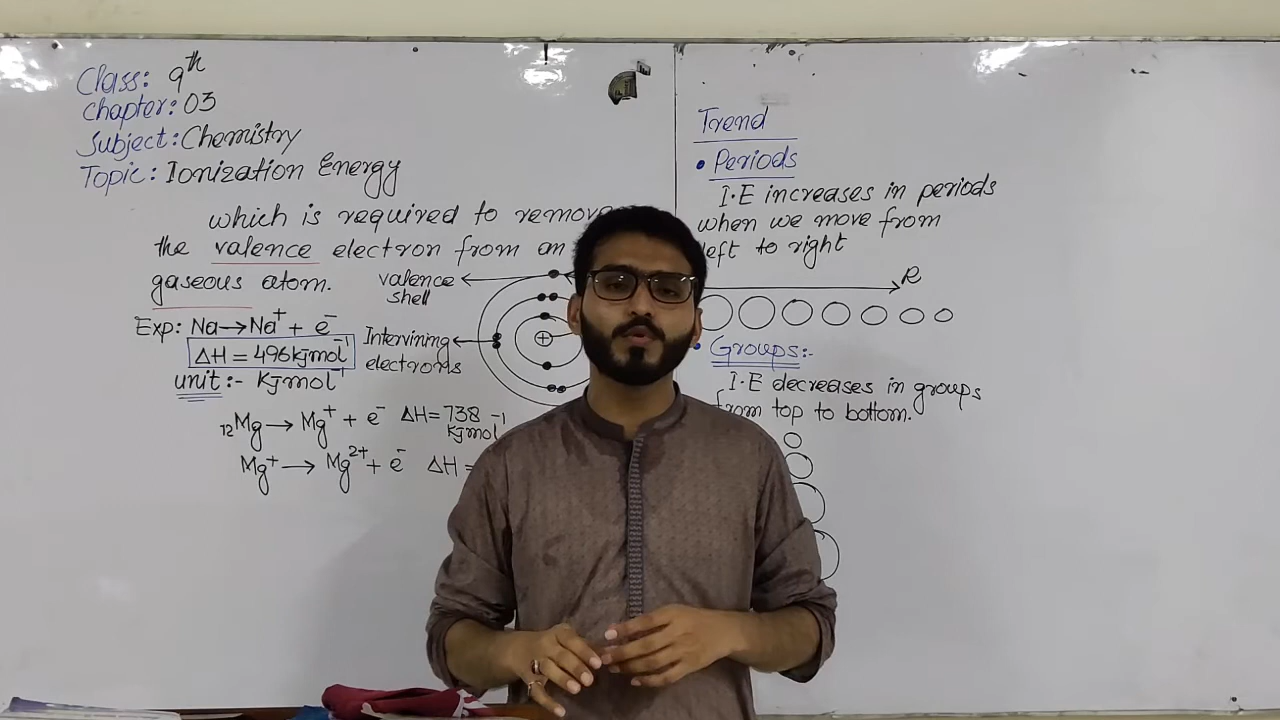 Class: 9th
Chapter: 03
Subject: Chemistry
Topic: Ionization Energy
which is required to remove
the valence electron from an
gaseous atom.
valence
shell
Exp: Na→Na⁺ + e⁻
ΔH = 496kjmol⁻¹
unit:- Kjmol⁻¹
Intervining
electrons
+
₁₂Mg → Mg⁺ + e⁻ ΔH = 738
kjmol⁻¹
Mg⁺ → Mg²⁺ + e⁻ ΔH =
Trend
• Periods
I.E increases in periods
when we move from
left to right
• Groups:-
I.E decreases in groups
from top to bottom.